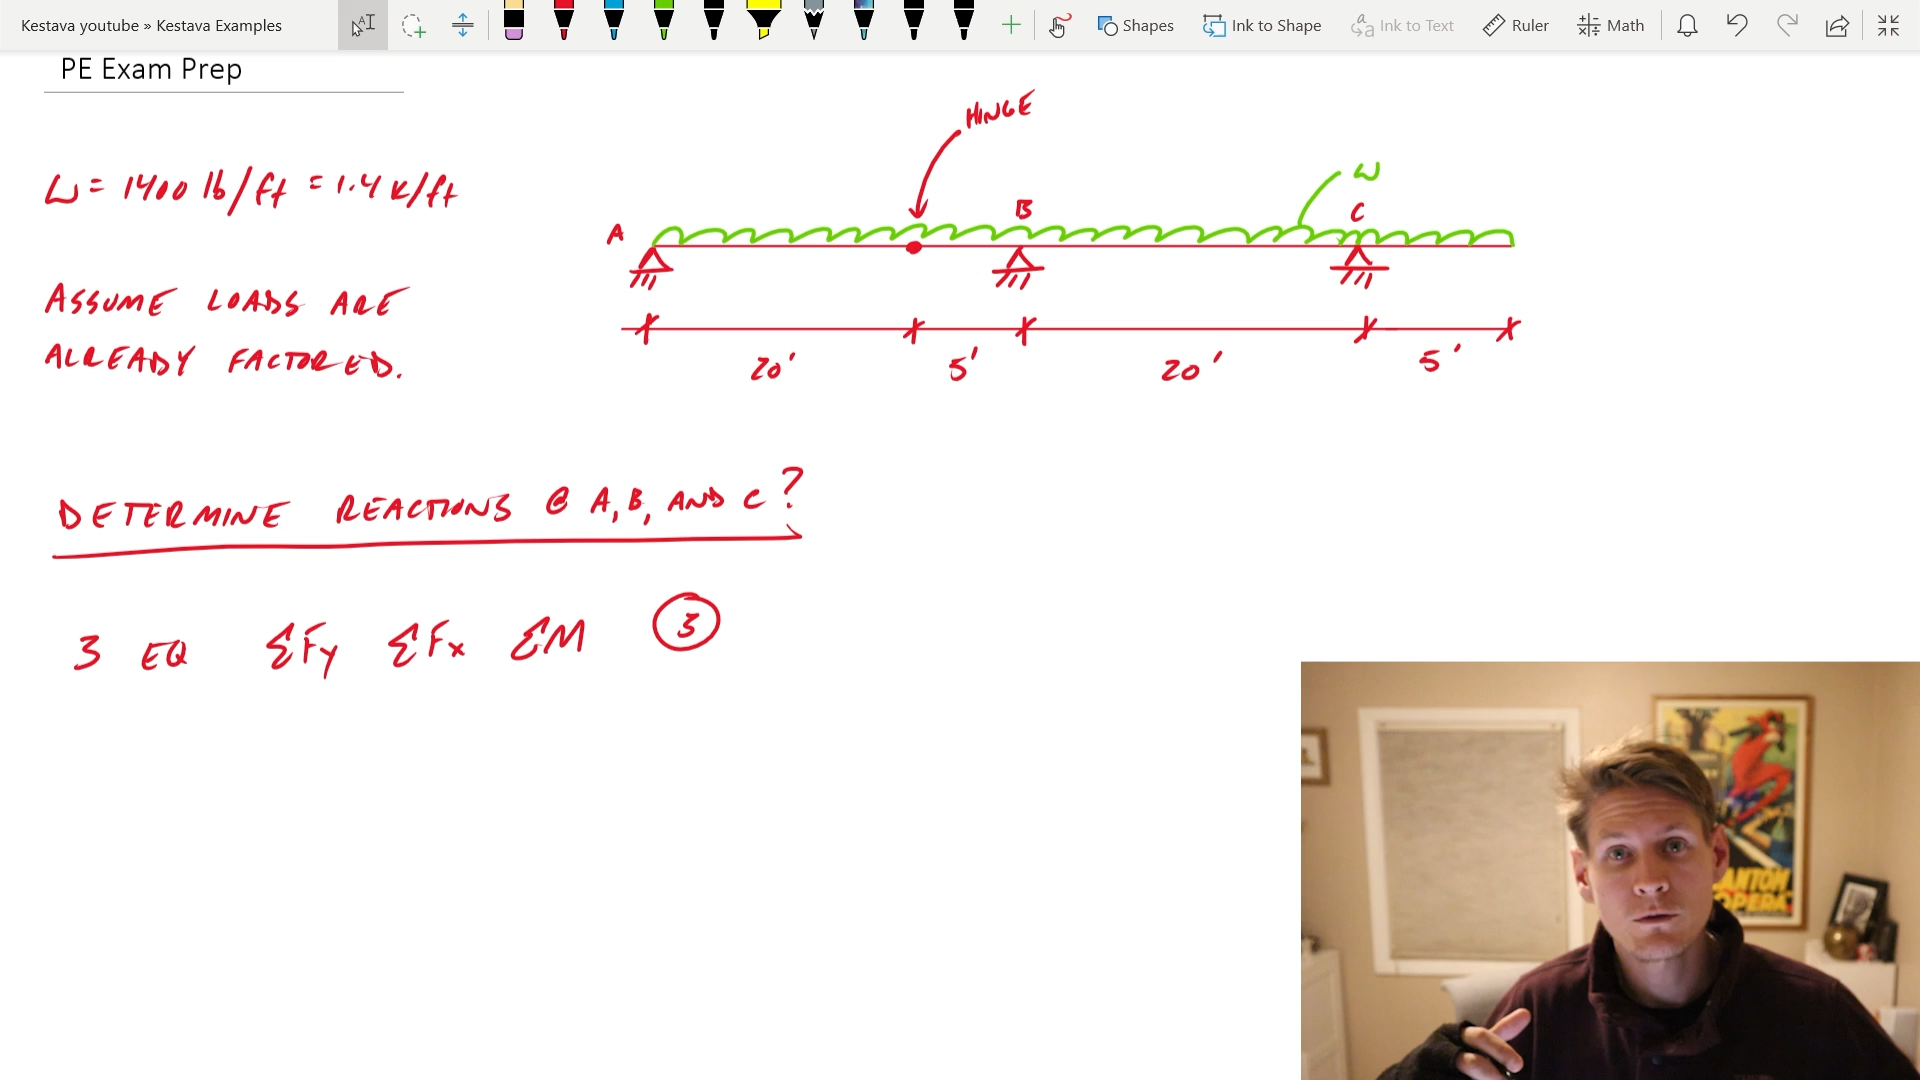 Kestava youtube » Kestava Examples
Shapes
Ink to Shape
Ink to Text
Ruler
Math
PE Exam Prep
HINGE
W = 1400 lb/ft = 1.4 k/ft
W
A
B
C
ASSUME LOADS ARE
ALREADY FACTORED.
20'
5'
20'
5'
DETERMINE REACTIONS @ A, B, AND C?
3 EQ ΣFy ΣFx ΣM 3
CANTON
OPERA